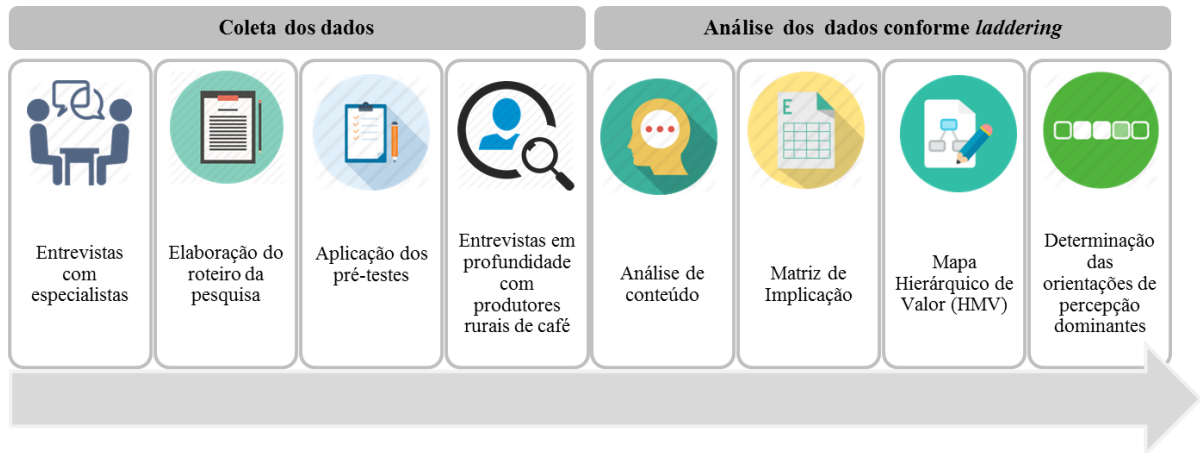 Coleta dos dados
Análise dos dados conforme laddering
Entrevistas
com
especialistas
Elaboração do
roteiro da
pesquisa
Aplicação dos
pré-testes
Entrevistas em
profundidade
com
produtores
rurais de café
Análise de
conteúdo
Matriz de
Implicação
Mapa
Hierárquico de
Valor (HMV)
Determinação
das
orientações de
percepção
dominantes
E